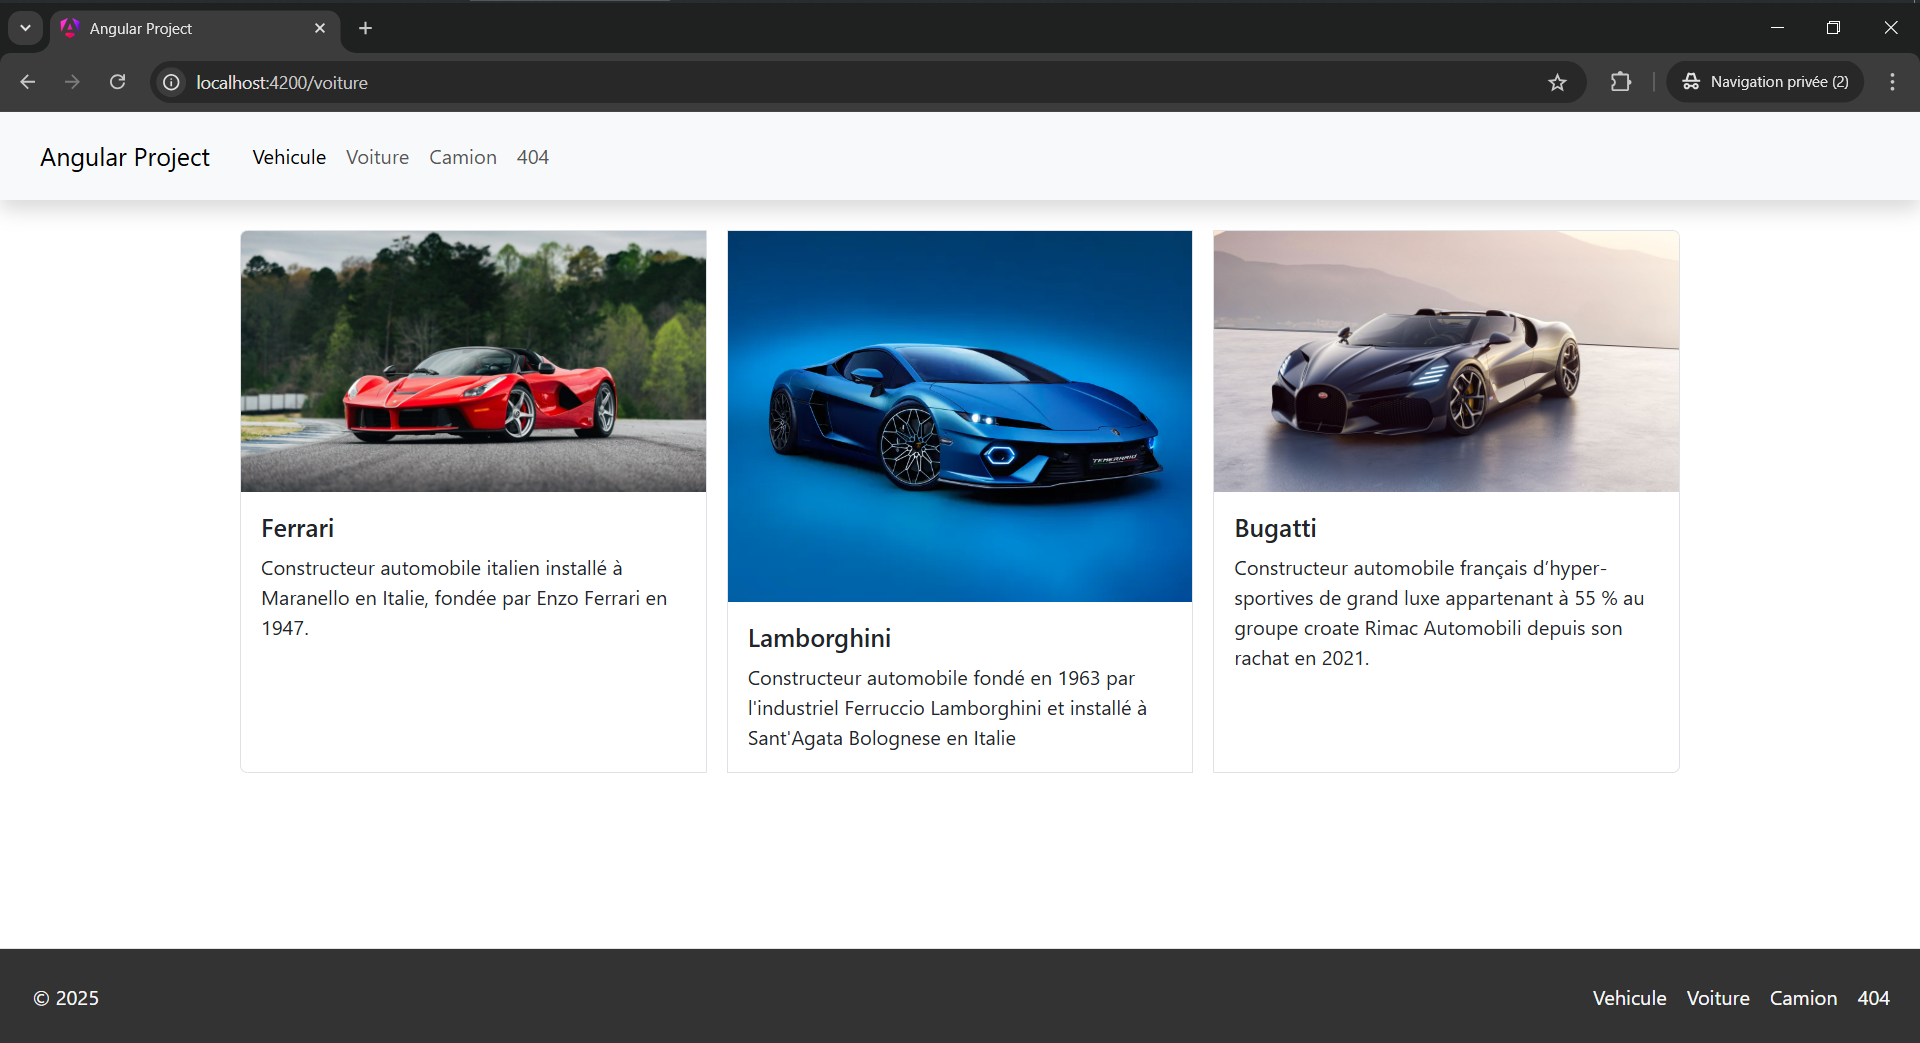 Angular Project
localhost:4200/voiture
Navigation privée (2)
Angular Project
Vehicule
Voiture
Camion
404
TEMERARIO
Ferrari
Constructeur automobile italien installé à
Maranello en Italie, fondée par Enzo Ferrari en
1947.
Lamborghini
Constructeur automobile fondé en 1963 par
l'industriel Ferruccio Lamborghini et installé à
Sant'Agata Bolognese en Italie
Bugatti
Constructeur automobile français d’hyper-
sportives de grand luxe appartenant à 55 % au
groupe croate Rimac Automobili depuis son
rachat en 2021.
© 2025
Vehicule
Voiture
Camion
404